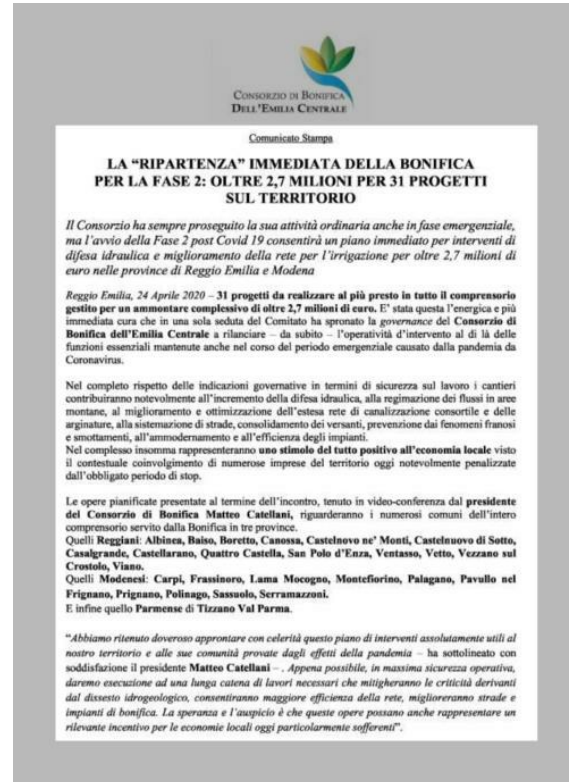 CONSORZIO DI BONIFICA
DELL'EMILIA CENTRALE
Comunicato Stampa
LA "RIPARTENZA" IMMEDIATA DELLA BONIFICA
PER LA FASE 2: OLTRE 2,7 MILIONI PER 31 PROGETTI
SUL TERRITORIO
Il Consorzio ha sempre proseguito la sua attività ordinaria anche in fase emergenziale,
ma l'avvio della Fase 2 post Covid 19 consentirà un piano immediato per interventi di
difesa idraulica e miglioramento della rete per l'irrigazione per oltre 2,7 milioni di
euro nelle province di Reggio Emilia e Modena
Reggio Emilia, 24 Aprile 2020 – 31 progetti da realizzare al più presto in tutto il comprensorio
gestito per un ammontare complessivo di oltre 2,7 milioni di euro. E' stata questa l'energica e più
immediata cura che in una sola seduta del Comitato ha spronato la governance del Consorzio di
Bonifica dell'Emilia Centrale a rilanciare – da subito – l'operatività d'intervento al di là delle
funzioni essenziali mantenute anche nel corso del periodo emergenziale causato dalla pandemia da
Coronavirus.
Nel completo rispetto delle indicazioni governative in termini di sicurezza sul lavoro i cantieri
contribuiranno notevolmente all'incremento della difesa idraulica, alla regimazione dei flussi in aree
montane, al miglioramento e ottimizzazione dell'estesa rete di canalizzazione consortile e delle
arginature, alla sistemazione di strade, consolidamento dei versanti, prevenzione dai fenomeni franosi
e smottamenti, all'ammodernamento e all'efficienza degli impianti.
Nel complesso insomma rappresenteranno uno stimolo del tutto positivo all'economia locale visto
il contestuale coinvolgimento di numerose imprese del territorio oggi notevolmente penalizzate
dall'obbligato periodo di stop.
Le opere pianificate presentate al termine dell'incontro, tenuto in video-conferenza dal presidente
del Consorzio di Bonifica Matteo Catellani, riguarderanno i numerosi comuni dell'intero
comprensorio servito dalla Bonifica in tre province.
Quelli Reggiani: Albinea, Baiso, Boretto, Canossa, Castelnovo ne' Monti, Castelnuovo di Sotto,
Casalgrande, Castellarano, Quattro Castella, San Polo d'Enza, Ventasso, Vetto, Vezzano sul
Crostolo, Viano.
Quelli Modenesi: Carpi, Frassinoro, Lama Mocogno, Montefiorino, Palagano, Pavullo nel
Frignano, Prignano, Polinago, Sassuolo, Serramazzoni.
E infine quello Parmense di Tizzano Val Parma.
"Abbiamo ritenuto doveroso approntare con celerità questo piano di interventi assolutamente utili al
nostro territorio e alle sue comunità provate dagli effetti della pandemia – ha sottolineato con
soddisfazione il presidente Matteo Catellani – . Appena possibile, in massima sicurezza operativa,
daremo esecuzione ad una lunga catena di lavori necessari che mitigheranno le criticità derivanti
dal dissesto idrogeologico, consentiranno maggiore efficienza della rete, miglioreranno strade e
impianti di bonifica. La speranza e l'auspicio è che queste opere possano anche rappresentare un
rilevante incentivo per le economie locali oggi particolarmente sofferenti".